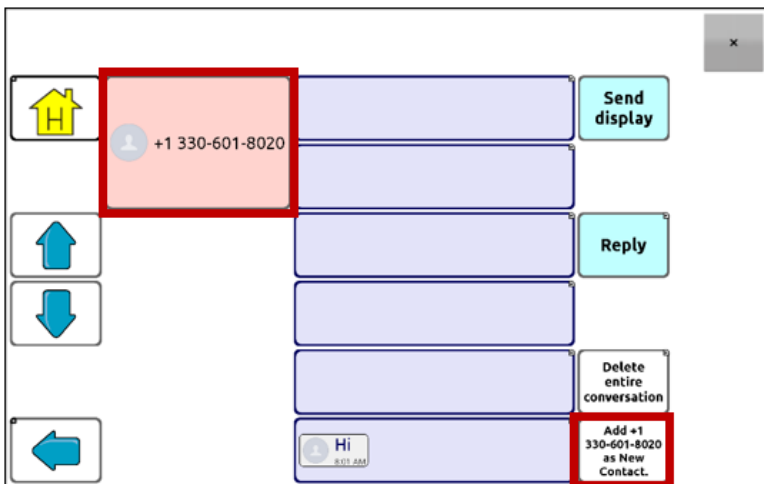 ×
H
+1 330-601-8020
Send
display
Reply
Delete
entire
conversation
Hi
8:01 AM
Add +1
330-601-8020
as New
Contact.